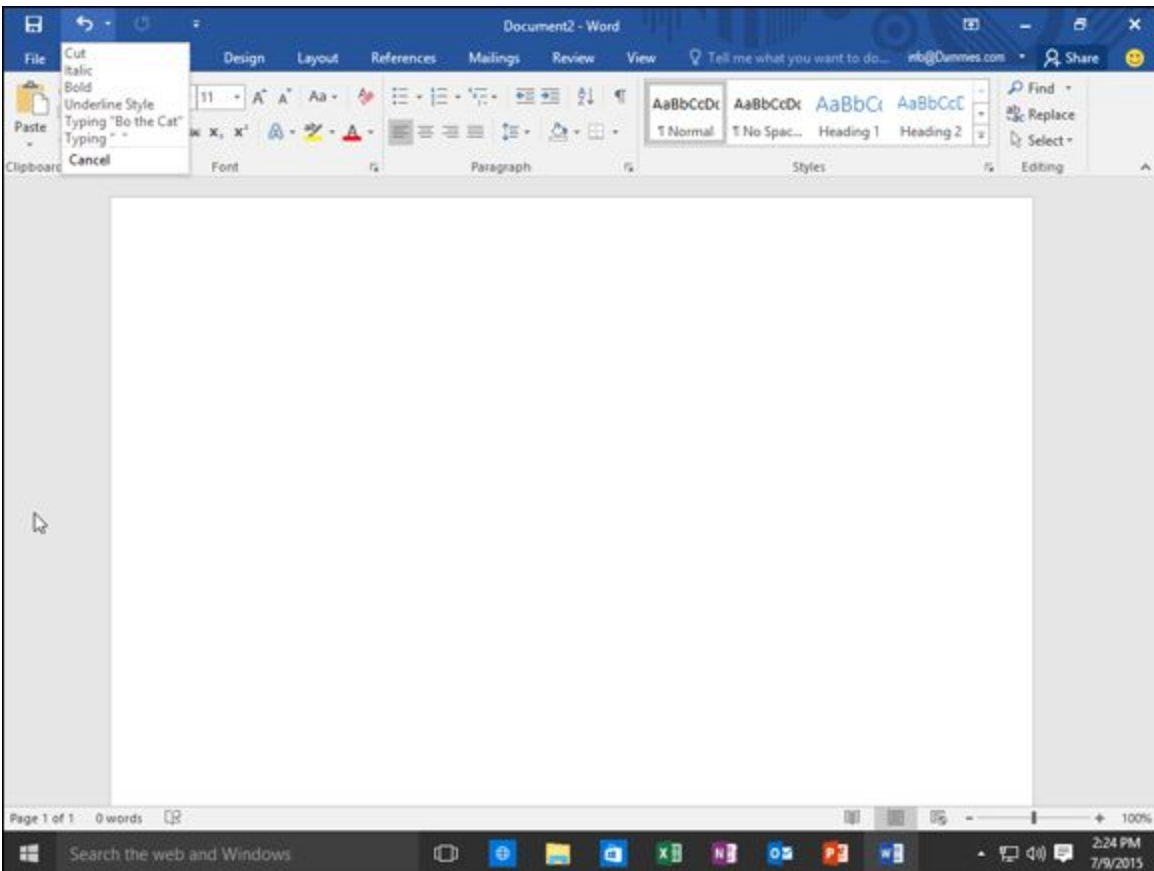 Document2 - Word
File Design Layout References Mailings Review View Tell me what you want to do... @Dummies.com Share
Cut
Italic
Bold
Underline Style
Typing "Bo the Cat"
Typing " "
Cancel
Paste 11 Aa AaBbCcDc AaBbCcDc AaBbCc AaBbCcC Find
¶ Normal ¶ No Spac... Heading 1 Heading 2 Replace
Select
Clipboard Font Paragraph Styles Editing
Page 1 of 1 0 words 100%
Search the web and Windows 2:24 PM
7/9/2015